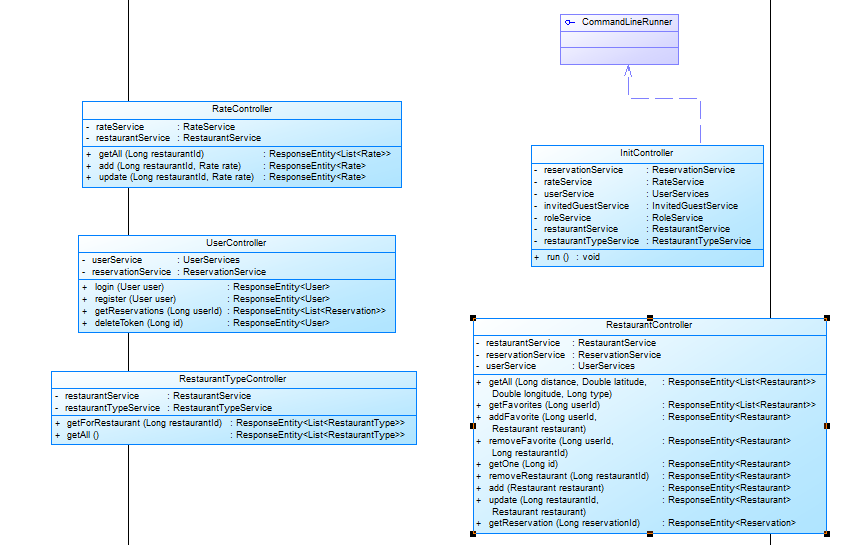 CommandLineRunner
RateController
- rateService : RateService
- restaurantService : RestaurantService
+ getAll (Long restaurantId) : ResponseEntity<List<Rate>>
+ add (Long restaurantId, Rate rate) : ResponseEntity<Rate>
+ update (Long restaurantId, Rate rate) : ResponseEntity<Rate>
InitController
- reservationService : ReservationService
- rateService : RateService
- userService : UserServices
- invitedGuestService : InvitedGuestService
- roleService : RoleService
- restaurantService : RestaurantService
- restaurantTypeService : RestaurantTypeService
+ run () : void
UserController
- userService : UserServices
- reservationService : ReservationService
+ login (User user) : ResponseEntity<User>
+ register (User user) : ResponseEntity<User>
+ getReservations (Long userId) : ResponseEntity<List<Reservation>>
+ deleteToken (Long id) : ResponseEntity<User>
RestaurantController
- restaurantService : RestaurantService
- reservationService : ReservationService
- userService : UserServices
+ getAll (Long distance, Double latitude, : ResponseEntity<List<Restaurant>>
Double longitude, Long type)
+ getFavorites (Long userId) : ResponseEntity<List<Restaurant>>
+ addFavorite (Long userId, : ResponseEntity<Restaurant>
Restaurant restaurant)
+ removeFavorite (Long userId, : ResponseEntity<Restaurant>
Long restaurantId)
+ getOne (Long id) : ResponseEntity<Restaurant>
+ removeRestaurant (Long restaurantId) : ResponseEntity<Restaurant>
+ add (Restaurant restaurant) : ResponseEntity<Restaurant>
+ update (Long restaurantId, : ResponseEntity<Restaurant>
Restaurant restaurant)
+ getReservation (Long reservationId) : ResponseEntity<Reservation>
RestaurantTypeController
- restaurantService : RestaurantService
- restaurantTypeService : RestaurantTypeService
+ getForRestaurant (Long restaurantId) : ResponseEntity<List<RestaurantType>>
+ getAll () : ResponseEntity<List<RestaurantType>>